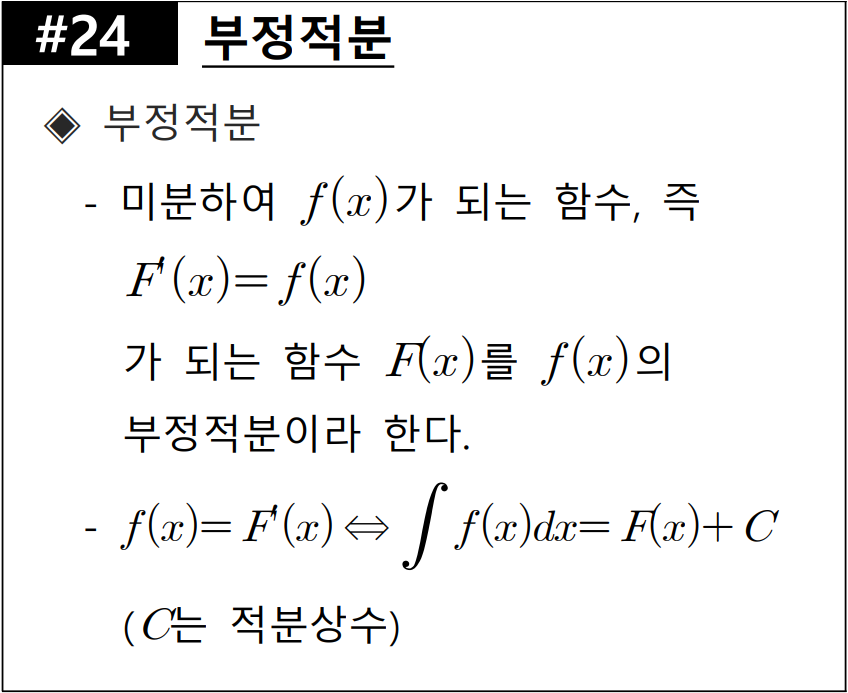 #24 부정적분
◈ 부정적분
- 미분하여 f(x)가 되는 함수, 즉
F'(x)=f(x)
가 되는 함수 F(x)를 f(x)의
부정적분이라 한다.
- f(x)=F'(x)⇔∫f(x)dx=F(x)+C
(C는 적분상수)